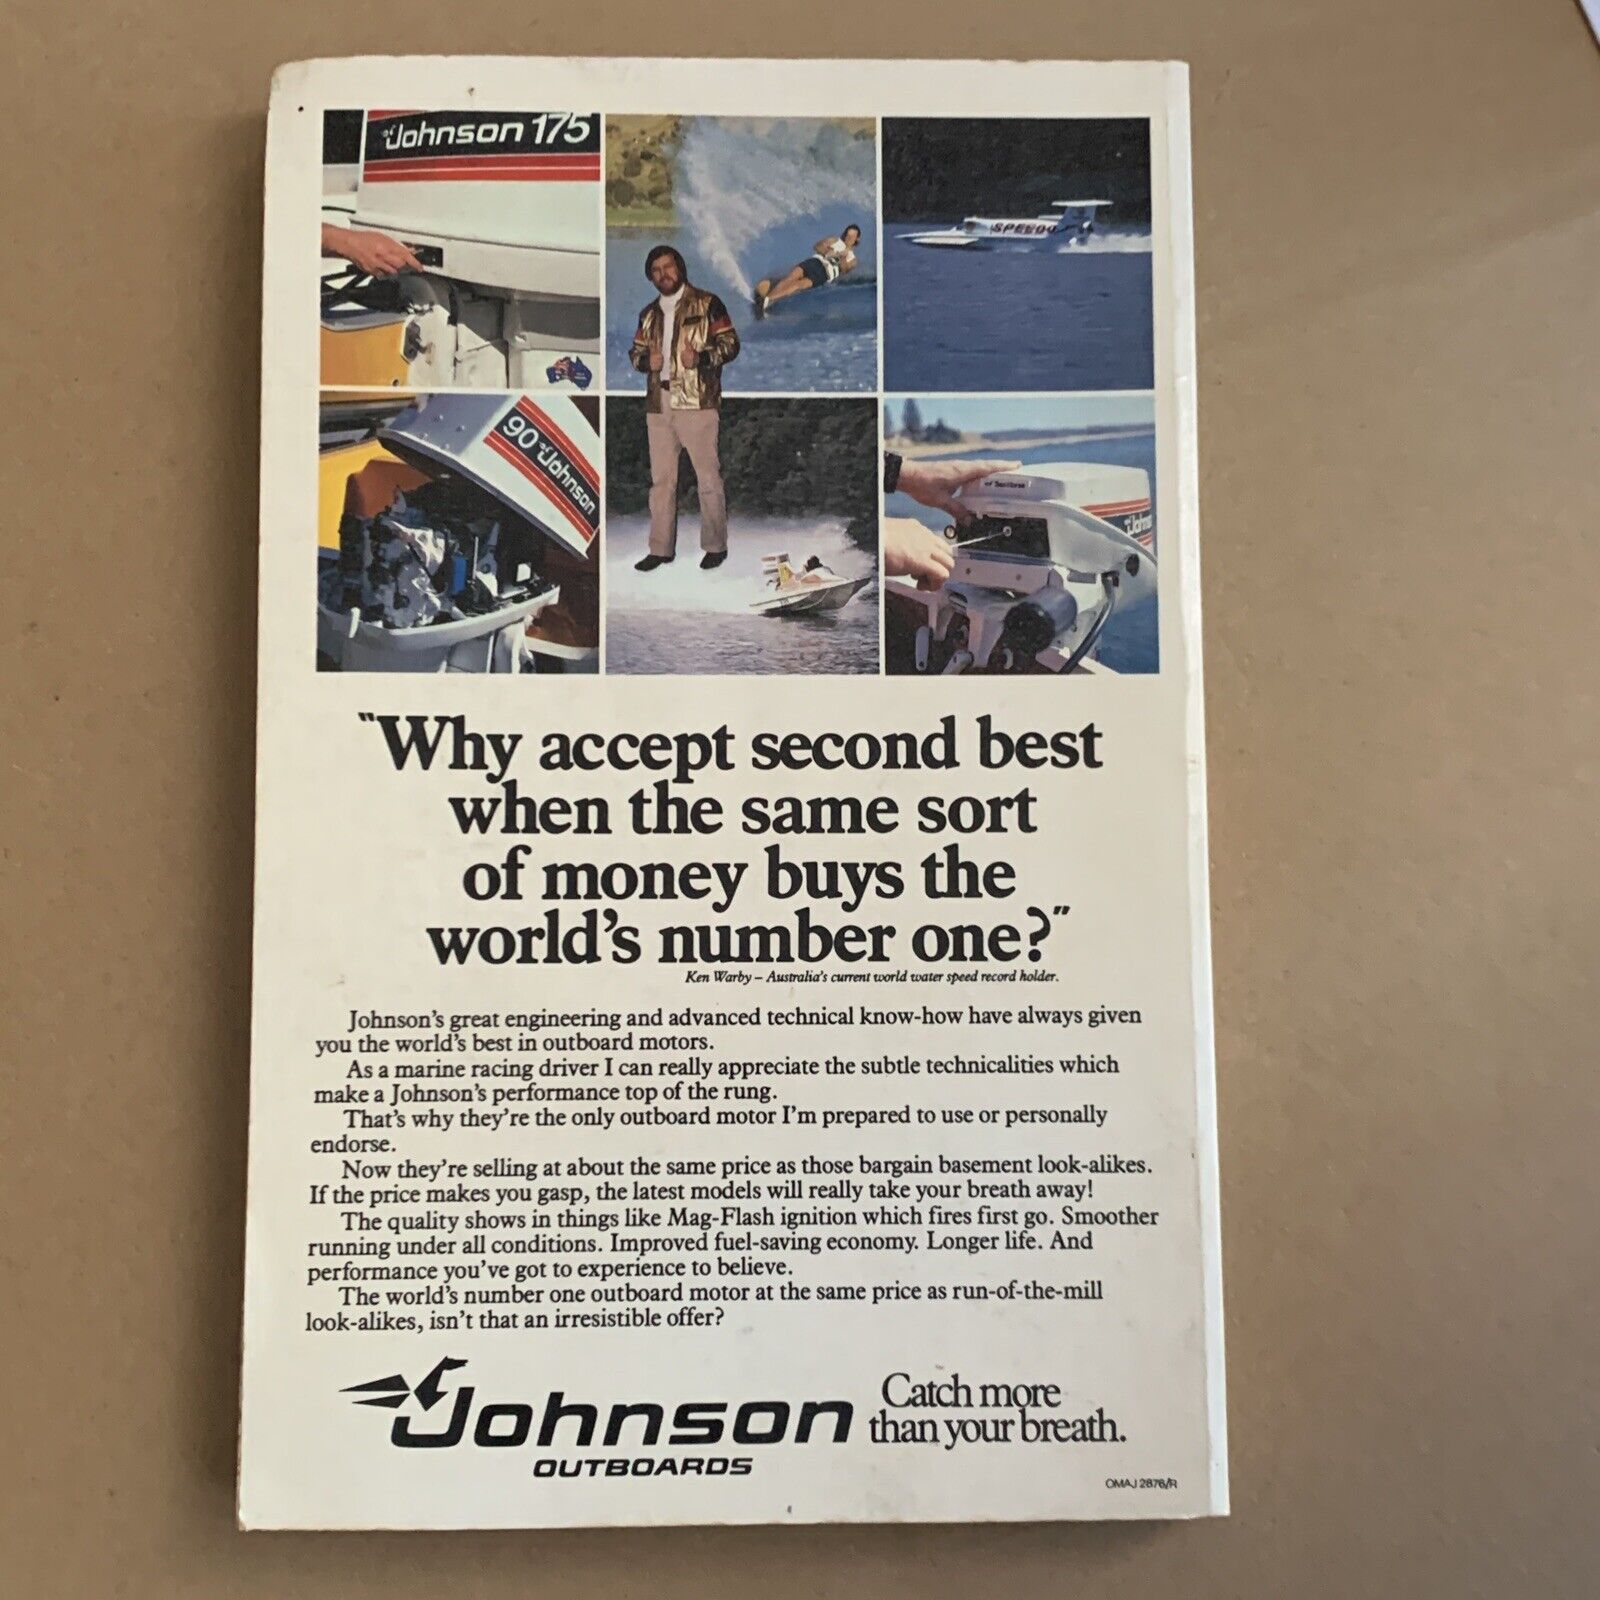 Johnson 175
SPEEDO
90 Johnson
"Why accept second best
when the same sort
of money buys the
world's number one?"
Ken Warby – Australia's current world water speed record holder.
Johnson's great engineering and advanced technical know-how have always given
you the world's best in outboard motors.
As a marine racing driver I can really appreciate the subtle technicalities which
make a Johnson's performance top of the rung.
That's why they're the only outboard motor I'm prepared to use or personally
endorse.
Now they're selling at about the same price as those bargain basement look-alikes.
If the price makes you gasp, the latest models will really take your breath away!
The quality shows in things like Mag-Flash ignition which fires first go. Smoother
running under all conditions. Improved fuel-saving economy. Longer life. And
performance you've got to experience to believe.
The world's number one outboard motor at the same price as run-of-the-mill
look-alikes, isn't that an irresistible offer?
Johnson
OUTBOARDS
Catch more
than your breath.
OMAJ 2876/R